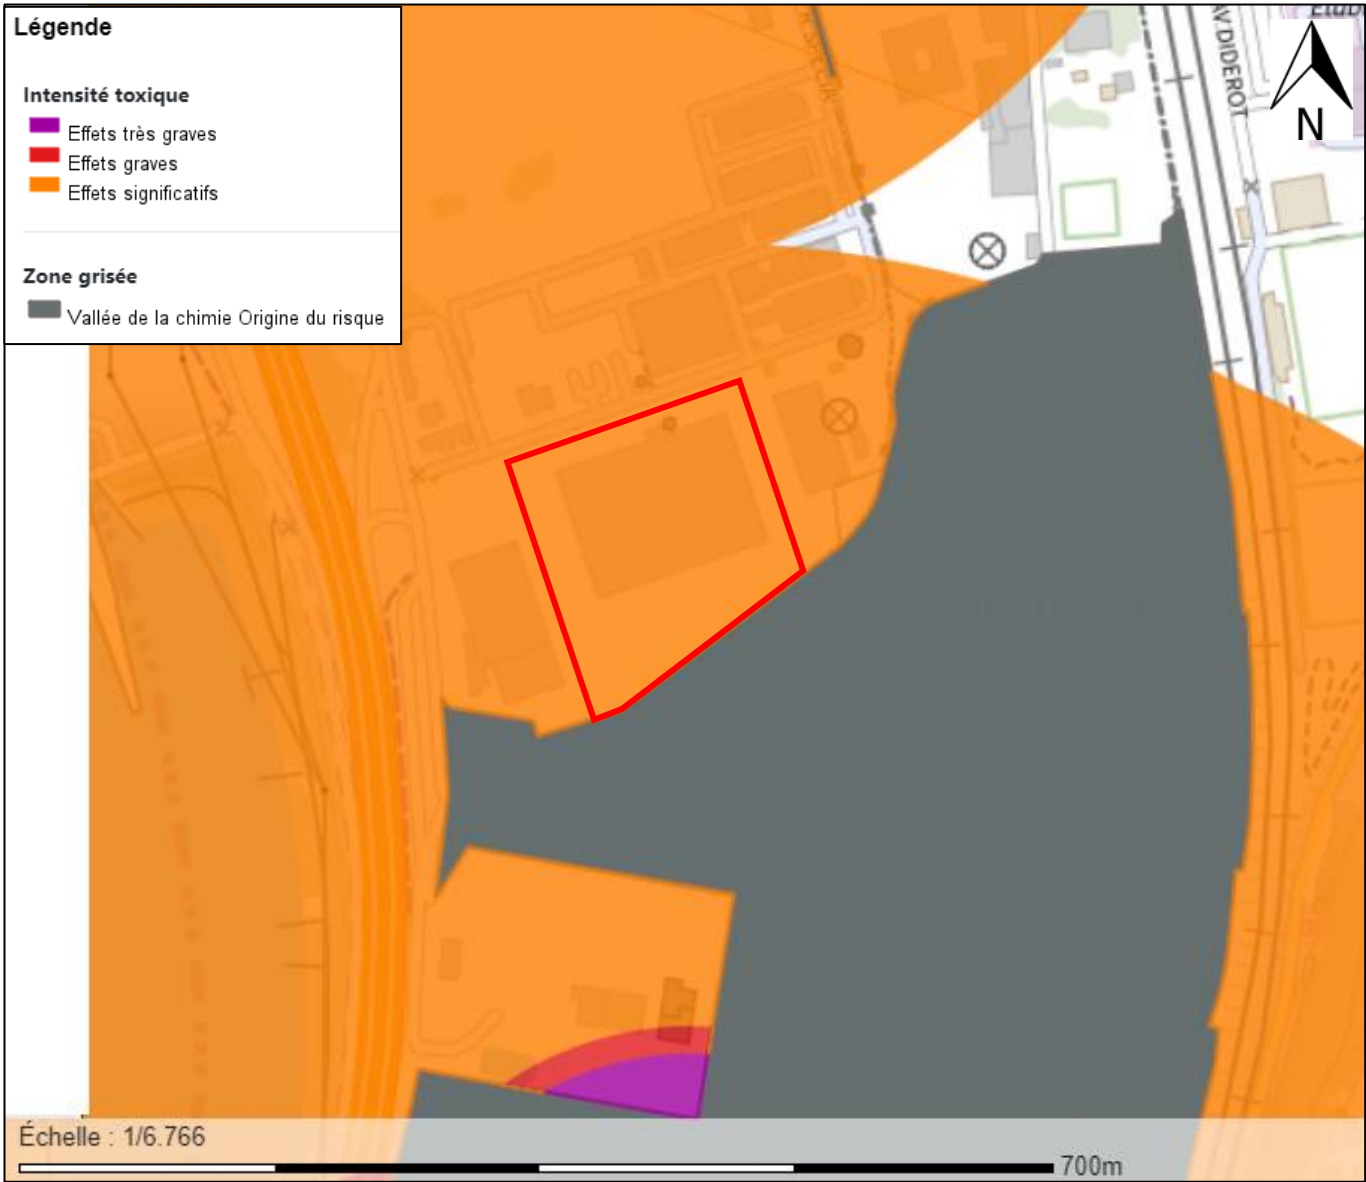 Légende
Intensité toxique
Effets très graves
Effets graves
Effets significatifs
Zone grisée
Vallée de la chimie Origine du risque
AV.DIDEROT
N
Échelle : 1/6.766
700m